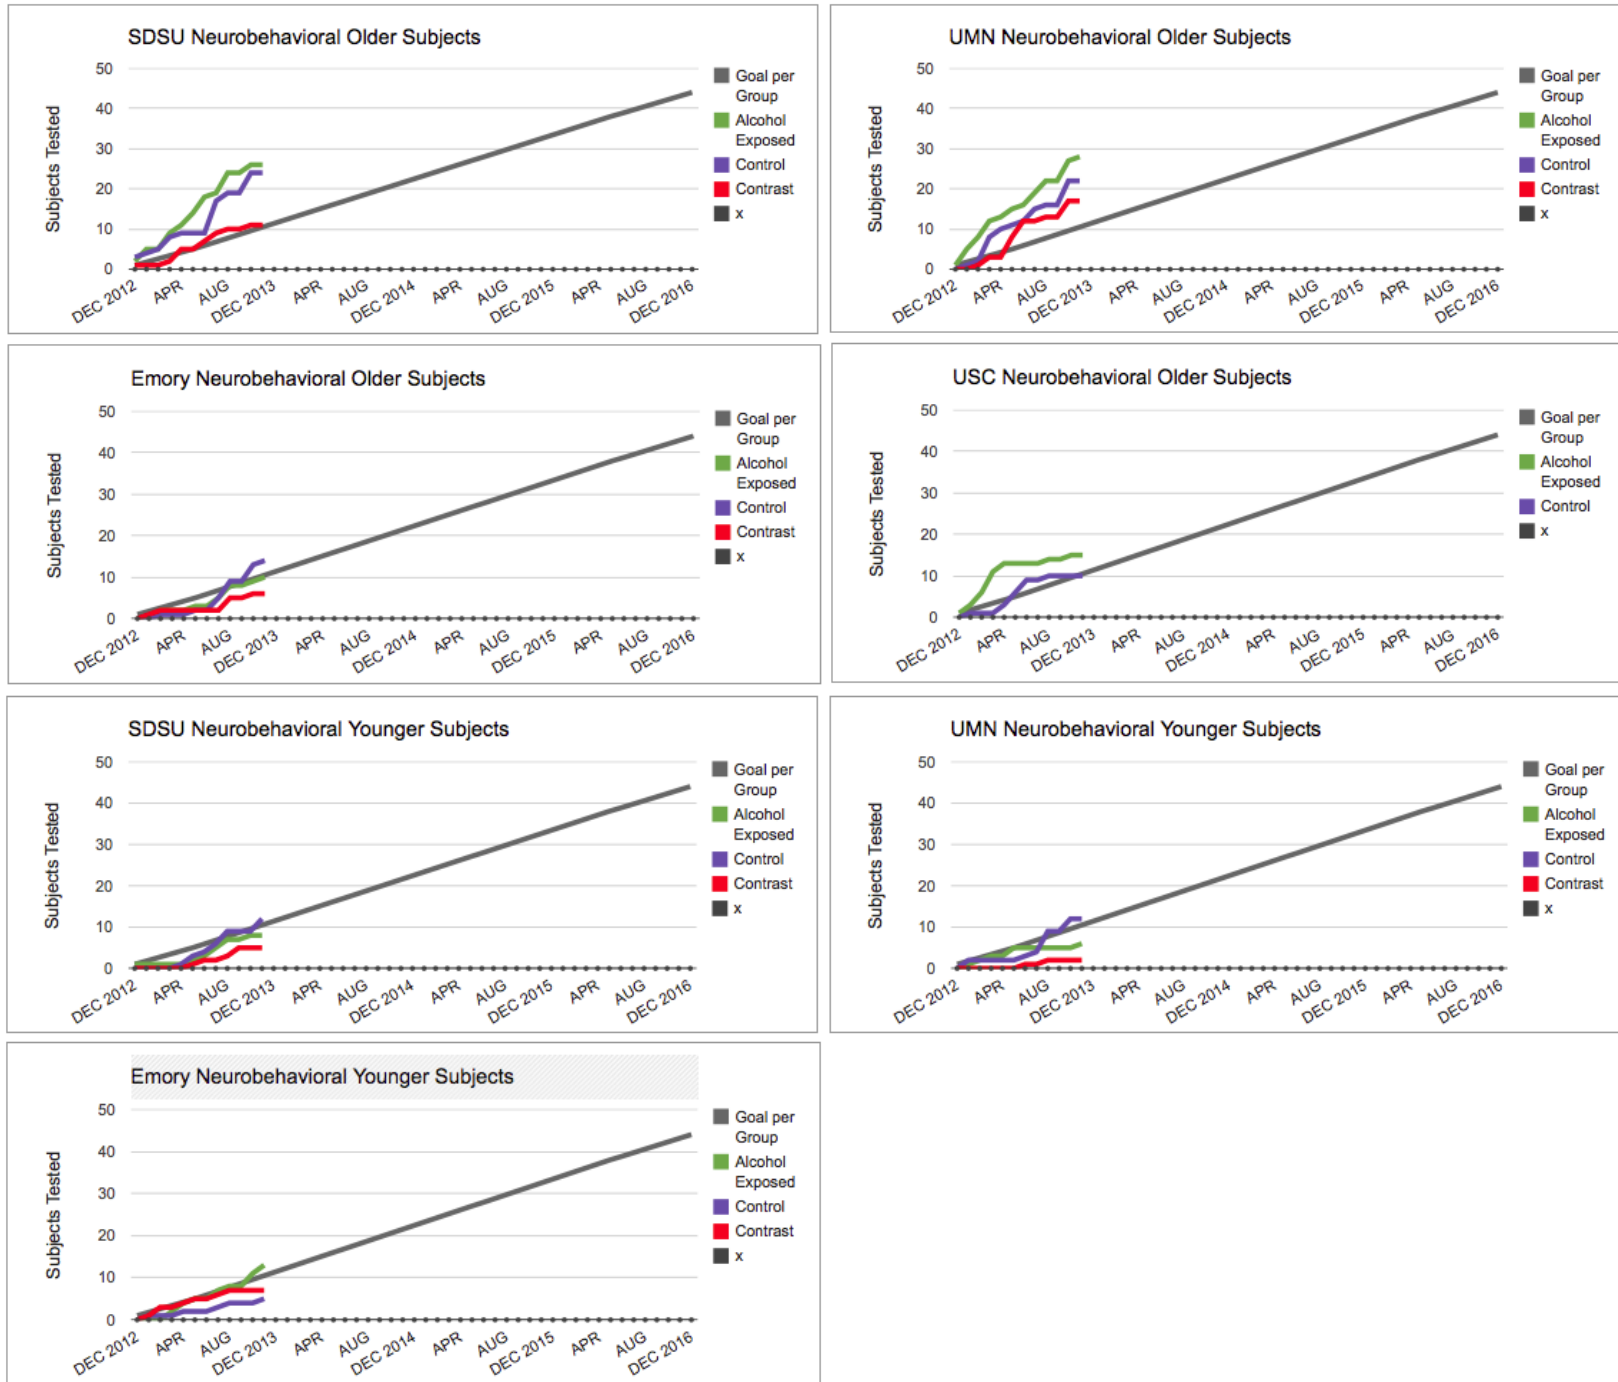 SDSU Neurobehavioral Older Subjects
Subjects Tested
50
40
30
20
10
0
DEC 2012
APR
AUG
DEC 2013
APR
AUG
DEC 2014
APR
AUG
DEC 2015
APR
AUG
DEC 2016
Goal per
Group
Alcohol
Exposed
Control
Contrast
x
UMN Neurobehavioral Older Subjects
Subjects Tested
50
40
30
20
10
0
DEC 2012
APR
AUG
DEC 2013
APR
AUG
DEC 2014
APR
AUG
DEC 2015
APR
AUG
DEC 2016
Goal per
Group
Alcohol
Exposed
Control
Contrast
x
Emory Neurobehavioral Older Subjects
Subjects Tested
50
40
30
20
10
0
DEC 2012
APR
AUG
DEC 2013
APR
AUG
DEC 2014
APR
AUG
DEC 2015
APR
AUG
DEC 2016
Goal per
Group
Alcohol
Exposed
Control
Contrast
x
USC Neurobehavioral Older Subjects
Subjects Tested
50
40
30
20
10
0
DEC 2012
APR
AUG
DEC 2013
APR
AUG
DEC 2014
APR
AUG
DEC 2015
APR
AUG
DEC 2016
Goal per
Group
Alcohol
Exposed
Control
x
SDSU Neurobehavioral Younger Subjects
Subjects Tested
50
40
30
20
10
0
DEC 2012
APR
AUG
DEC 2013
APR
AUG
DEC 2014
APR
AUG
DEC 2015
APR
AUG
DEC 2016
Goal per
Group
Alcohol
Exposed
Control
Contrast
x
UMN Neurobehavioral Younger Subjects
Subjects Tested
50
40
30
20
10
0
DEC 2012
APR
AUG
DEC 2013
APR
AUG
DEC 2014
APR
AUG
DEC 2015
APR
AUG
DEC 2016
Goal per
Group
Alcohol
Exposed
Control
Contrast
x
Emory Neurobehavioral Younger Subjects
Subjects Tested
50
40
30
20
10
0
DEC 2012
APR
AUG
DEC 2013
APR
AUG
DEC 2014
APR
AUG
DEC 2015
APR
AUG
DEC 2016
Goal per
Group
Alcohol
Exposed
Control
Contrast
x